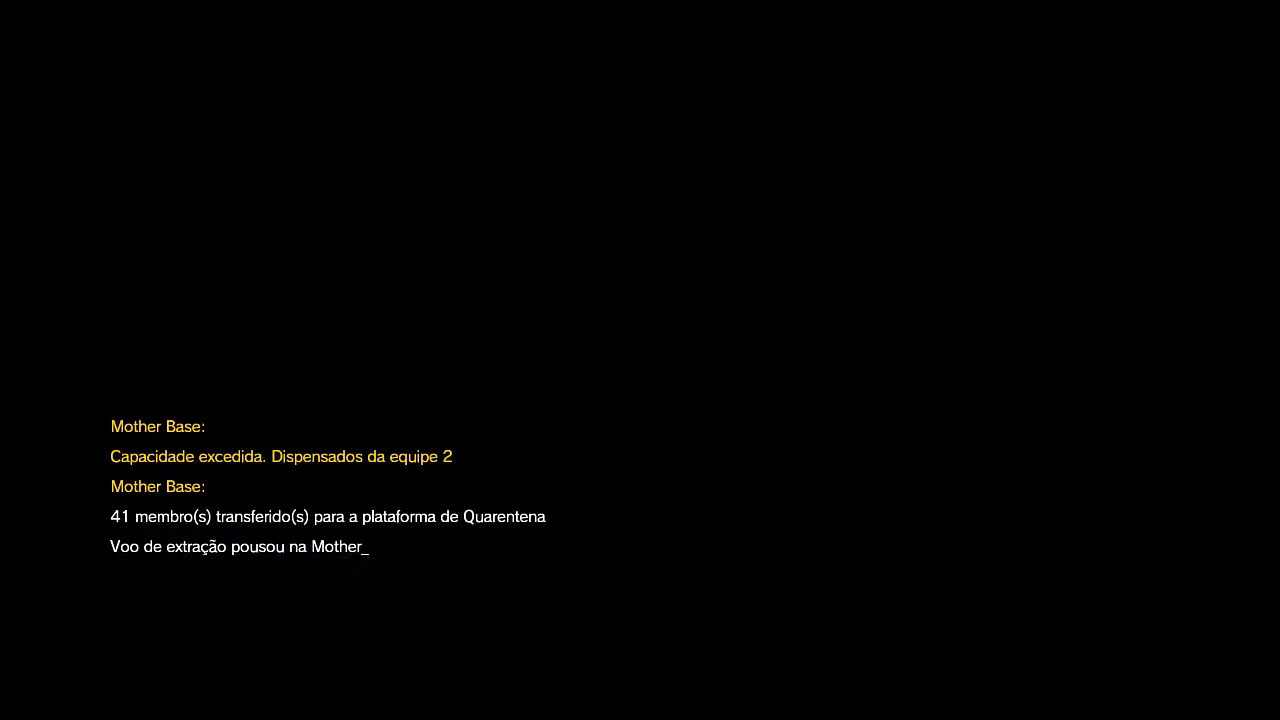 Mother Base:
Capacidade excedida. Dispensados da equipe 2
Mother Base:
41 membro(s) transferido(s) para a plataforma de Quarentena
Voo de extração pousou na Mother_